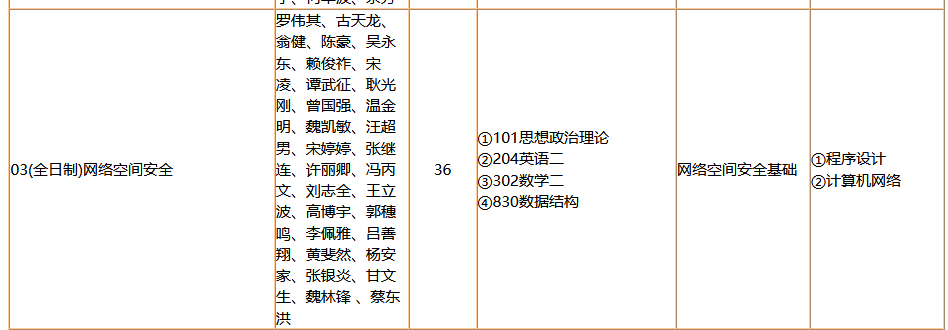 03(全日制)网络空间安全
罗伟其、古天龙、
翁健、陈豪、吴永
东、赖俊祚、宋
凌、谭武征、耿光
刚、曾国强、温金
明、魏凯敏、汪超
男、宋婷婷、张继
连、许丽卿、冯丙
文、刘志全、王立
波、高博宇、郭穗
鸣、李佩雅、吕善
翔、黄斐然、杨安
家、张银炎、甘文
生、魏林锋 、蔡东
洪
36
①101思想政治理论
②204英语二
③302数学二
④830数据结构
网络空间安全基础
①程序设计
②计算机网络